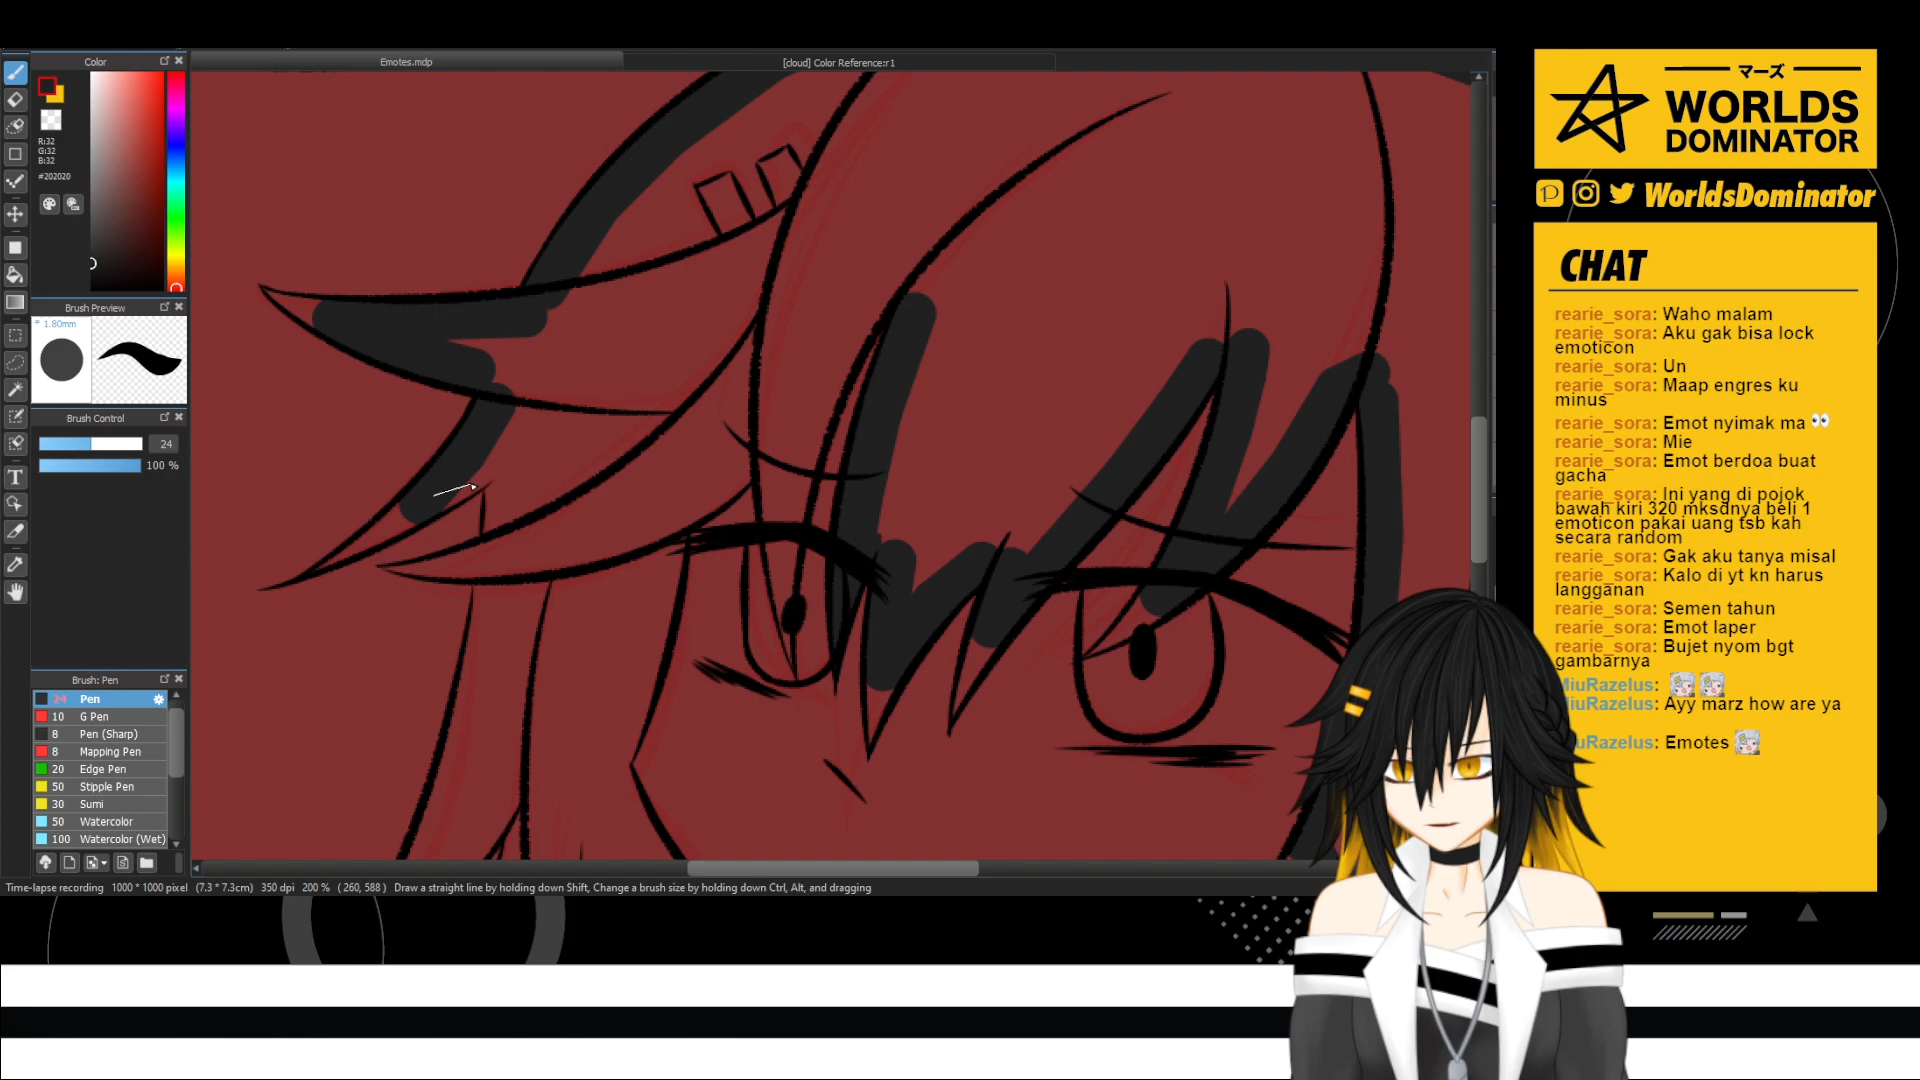 Color
Emotes.mdp
[cloud] Color Reference:r1
R:32
G:32
B:32
#202020
Brush Preview
* 1.80mm
Brush Control
24
100 %
Brush: Pen
24 Pen
10 G Pen
8 Pen (Sharp)
8 Mapping Pen
20 Edge Pen
50 Stipple Pen
30 Sumi
50 Watercolor
100 Watercolor (Wet)
Time-lapse recording 1000 * 1000 pixel (7.3 * 7.3cm) 350 dpi 200 % ( 260, 588 ) Draw a straight line by holding down Shift, Change a brush size by holding down Ctrl, Alt, and dragging
マーズ
WORLDS
DOMINATOR
WorldsDominator
CHAT
rearie_sora: Waho malam
rearie_sora: Aku gak bisa lock
emoticon
rearie_sora: Un
rearie_sora: Maap engres ku
minus
rearie_sora: Emot nyimak ma 👀
rearie_sora: Mie
rearie_sora: Emot berdoa buat
gacha
rearie_sora: Ini yang di pojok
bawah kiri 320 mksdnya beli 1
emoticon pakai uang tsb kah
secara random
rearie_sora: Gak aku tanya misal
rearie_sora: Kalo di yt kn harus
langganan
rearie_sora: Semen tahun
rearie_sora: Emot laper
rearie_sora: Bujet nyom bgt
gambarnya
MiuRazelus:
iuRazelus: Ayy marz how are ya
uRazelus: Emotes